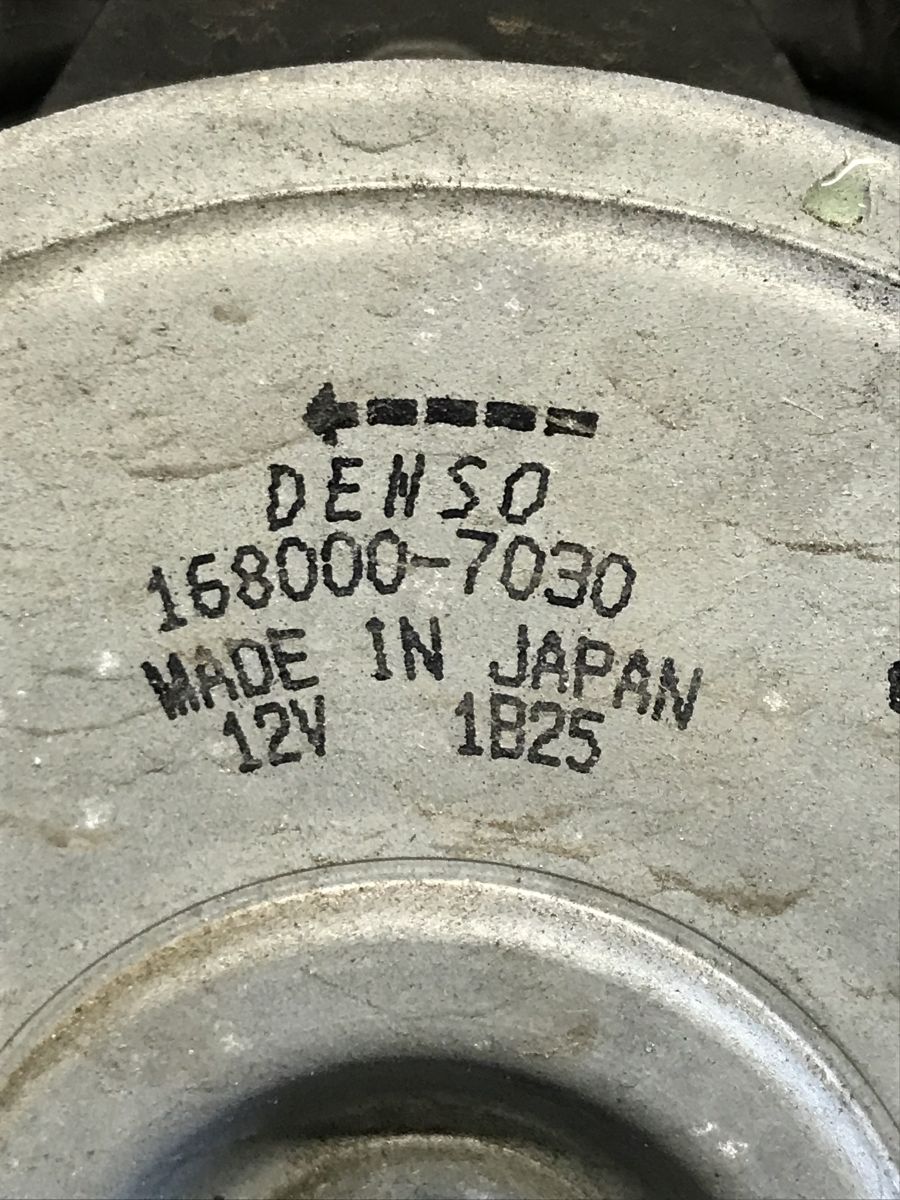 DENSO
168000-7030
MADE IN JAPAN
12V 1B25